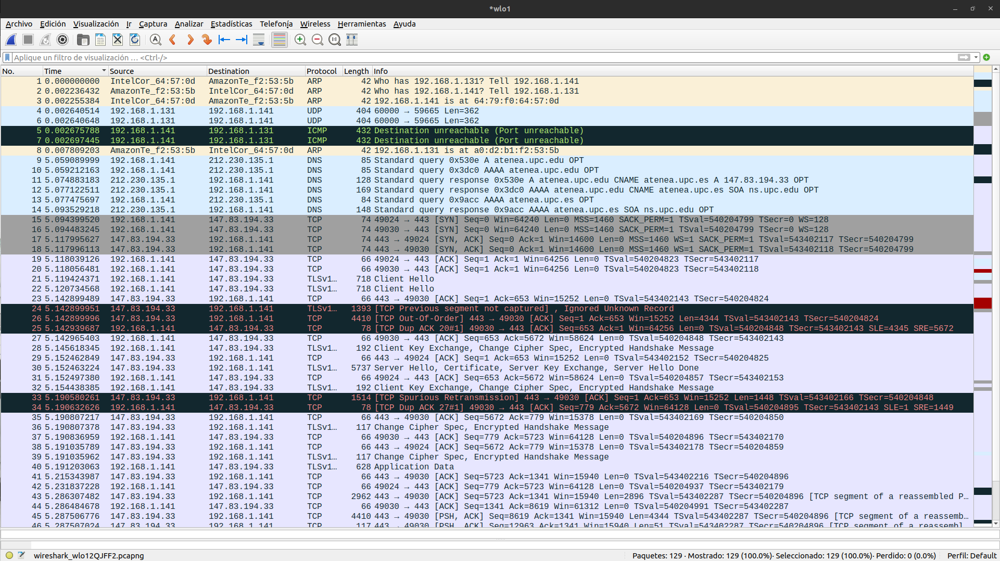 *wlo1
Archivo Edición Visualización Ir Captura Analizar Estadísticas Telefonía Wireless Herramientas Ayuda
Aplique un filtro de visualización … <Ctrl-/>
No. Time Source Destination Protocol Length Info
1 0.000000000 IntelCor_64:57:0d AmazonTe_f2:53:5b ARP 42 Who has 192.168.1.131? Tell 192.168.1.141
2 0.002236432 AmazonTe_f2:53:5b IntelCor_64:57:0d ARP 42 Who has 192.168.1.141? Tell 192.168.1.131
3 0.002255384 IntelCor_64:57:0d AmazonTe_f2:53:5b ARP 42 192.168.1.141 is at 64:79:f0:64:57:0d
4 0.002640514 192.168.1.131 192.168.1.141 UDP 404 60000 → 59665 Len=362
6 0.002640648 192.168.1.131 192.168.1.141 UDP 404 60000 → 59665 Len=362
5 0.002675788 192.168.1.141 192.168.1.131 ICMP 432 Destination unreachable (Port unreachable)
7 0.002697445 192.168.1.141 192.168.1.131 ICMP 432 Destination unreachable (Port unreachable)
8 0.007809203 AmazonTe_f2:53:5b IntelCor_64:57:0d ARP 42 192.168.1.131 is at a0:d2:b1:f2:53:5b
9 5.059089999 192.168.1.141 212.230.135.1 DNS 85 Standard query 0x530e A atenea.upc.edu OPT
10 5.059212163 192.168.1.141 212.230.135.1 DNS 85 Standard query 0x3dc0 AAAA atenea.upc.edu OPT
11 5.074883183 212.230.135.1 192.168.1.141 DNS 128 Standard query response 0x530e A atenea.upc.edu CNAME atenea.upc.es A 147.83.194.33 OPT
12 5.077122511 212.230.135.1 192.168.1.141 DNS 169 Standard query response 0x3dc0 AAAA atenea.upc.edu CNAME atenea.upc.es SOA ns.upc.edu OPT
13 5.077475697 192.168.1.141 212.230.135.1 DNS 84 Standard query 0x9acc AAAA atenea.upc.es OPT
14 5.093529218 212.230.135.1 192.168.1.141 DNS 148 Standard query response 0x9acc AAAA atenea.upc.es SOA ns.upc.edu OPT
15 5.094399520 192.168.1.141 147.83.194.33 TCP 74 49024 → 443 [SYN] Seq=0 Win=64240 Len=0 MSS=1460 SACK_PERM=1 TSval=540204799 TSecr=0 WS=128
16 5.094483245 192.168.1.141 147.83.194.33 TCP 74 49030 → 443 [SYN] Seq=0 Win=64240 Len=0 MSS=1460 SACK_PERM=1 TSval=540204799 TSecr=0 WS=128
17 5.117995627 147.83.194.33 192.168.1.141 TCP 74 443 → 49024 [SYN, ACK] Seq=0 Ack=1 Win=14600 Len=0 MSS=1460 WS=1 SACK_PERM=1 TSval=543402117 TSecr=540204799
18 5.117996113 147.83.194.33 192.168.1.141 TCP 74 443 → 49030 [SYN, ACK] Seq=0 Ack=1 Win=14600 Len=0 MSS=1460 WS=1 SACK_PERM=1 TSval=543402118 TSecr=540204799
19 5.118039126 192.168.1.141 147.83.194.33 TCP 66 49024 → 443 [ACK] Seq=1 Ack=1 Win=64256 Len=0 TSval=540204823 TSecr=543402117
20 5.118056481 192.168.1.141 147.83.194.33 TCP 66 49030 → 443 [ACK] Seq=1 Ack=1 Win=64256 Len=0 TSval=540204823 TSecr=543402118
21 5.119424371 192.168.1.141 147.83.194.33 TLSv1… 718 Client Hello
22 5.120734568 192.168.1.141 147.83.194.33 TLSv1… 718 Client Hello
23 5.142899489 147.83.194.33 192.168.1.141 TCP 66 443 → 49030 [ACK] Seq=1 Ack=653 Win=15252 Len=0 TSval=543402143 TSecr=540204824
24 5.142899951 147.83.194.33 192.168.1.141 TLSv1… 1393 [TCP Previous segment not captured] , Ignored Unknown Record
26 5.142899996 147.83.194.33 192.168.1.141 TCP 4410 [TCP Out-Of-Order] 443 → 49030 [ACK] Seq=1 Ack=653 Win=15252 Len=4344 TSval=543402143 TSecr=540204824
25 5.142939687 192.168.1.141 147.83.194.33 TCP 78 [TCP Dup ACK 20#1] 49030 → 443 [ACK] Seq=653 Ack=1 Win=64256 Len=0 TSval=540204848 TSecr=543402143 SLE=4345 SRE=5672
27 5.142965403 192.168.1.141 147.83.194.33 TCP 66 49030 → 443 [ACK] Seq=653 Ack=5672 Win=58624 Len=0 TSval=540204848 TSecr=543402143
28 5.145618345 192.168.1.141 147.83.194.33 TLSv1… 192 Client Key Exchange, Change Cipher Spec, Encrypted Handshake Message
29 5.152462849 147.83.194.33 192.168.1.141 TCP 66 443 → 49024 [ACK] Seq=1 Ack=653 Win=15252 Len=0 TSval=543402152 TSecr=540204825
30 5.152463224 147.83.194.33 192.168.1.141 TLSv1… 5737 Server Hello, Certificate, Server Key Exchange, Server Hello Done
31 5.152497380 192.168.1.141 147.83.194.33 TCP 66 49024 → 443 [ACK] Seq=653 Ack=5672 Win=58624 Len=0 TSval=540204857 TSecr=543402153
32 5.154438385 192.168.1.141 147.83.194.33 TLSv1… 192 Client Key Exchange, Change Cipher Spec, Encrypted Handshake Message
33 5.190580261 147.83.194.33 192.168.1.141 TCP 1514 [TCP Spurious Retransmission] 443 → 49030 [ACK] Seq=1 Ack=653 Win=15252 Len=1448 TSval=543402166 TSecr=540204848
34 5.190632626 192.168.1.141 147.83.194.33 TCP 78 [TCP Dup ACK 27#1] 49030 → 443 [ACK] Seq=779 Ack=5672 Win=64128 Len=0 TSval=540204895 TSecr=543402143 SLE=1 SRE=1449
35 5.190807217 147.83.194.33 192.168.1.141 TCP 66 443 → 49030 [ACK] Seq=5672 Ack=779 Win=15378 Len=0 TSval=543402169 TSecr=540204850
36 5.190807378 147.83.194.33 192.168.1.141 TLSv1… 117 Change Cipher Spec, Encrypted Handshake Message
37 5.190836959 192.168.1.141 147.83.194.33 TCP 66 49030 → 443 [ACK] Seq=779 Ack=5723 Win=64128 Len=0 TSval=540204896 TSecr=543402170
38 5.191035789 147.83.194.33 192.168.1.141 TCP 66 443 → 49024 [ACK] Seq=5672 Ack=779 Win=15378 Len=0 TSval=543402178 TSecr=540204859
39 5.191035962 147.83.194.33 192.168.1.141 TLSv1… 117 Change Cipher Spec, Encrypted Handshake Message
40 5.191203063 192.168.1.141 147.83.194.33 TLSv1… 628 Application Data
41 5.215343987 147.83.194.33 192.168.1.141 TCP 66 443 → 49030 [ACK] Seq=5723 Ack=1341 Win=15940 Len=0 TSval=543402216 TSecr=540204896
42 5.231837228 192.168.1.141 147.83.194.33 TCP 66 49024 → 443 [ACK] Seq=779 Ack=5723 Win=64128 Len=0 TSval=540204937 TSecr=543402179
43 5.286307482 147.83.194.33 192.168.1.141 TCP 2962 443 → 49030 [ACK] Seq=5723 Ack=1341 Win=15940 Len=2896 TSval=543402287 TSecr=540204896 [TCP segment of a reassembled P…
44 5.286484678 192.168.1.141 147.83.194.33 TCP 66 49030 → 443 [ACK] Seq=1341 Ack=8619 Win=61312 Len=0 TSval=540204991 TSecr=543402287
45 5.287506776 147.83.194.33 192.168.1.141 TCP 4410 443 → 49030 [PSH, ACK] Seq=8619 Ack=1341 Win=15940 Len=4344 TSval=543402287 TSecr=540204896 [TCP segment of a reassemb…
46 5.287507024 147.83.194.33 192.168.1.141 TCP 117 443 → 49030 [PSH, ACK] Seq=12963 Ack=1341 Win=15940 Len=51 TSval=543402287 TSecr=540204896 [TCP segment of a reassembl…
wireshark_wlo12QJFF2.pcapng
Paquetes: 129 · Mostrado: 129 (100.0%)· Seleccionado: 129 (100.0%)· Perdido: 0 (0.0%) Perfil: Default